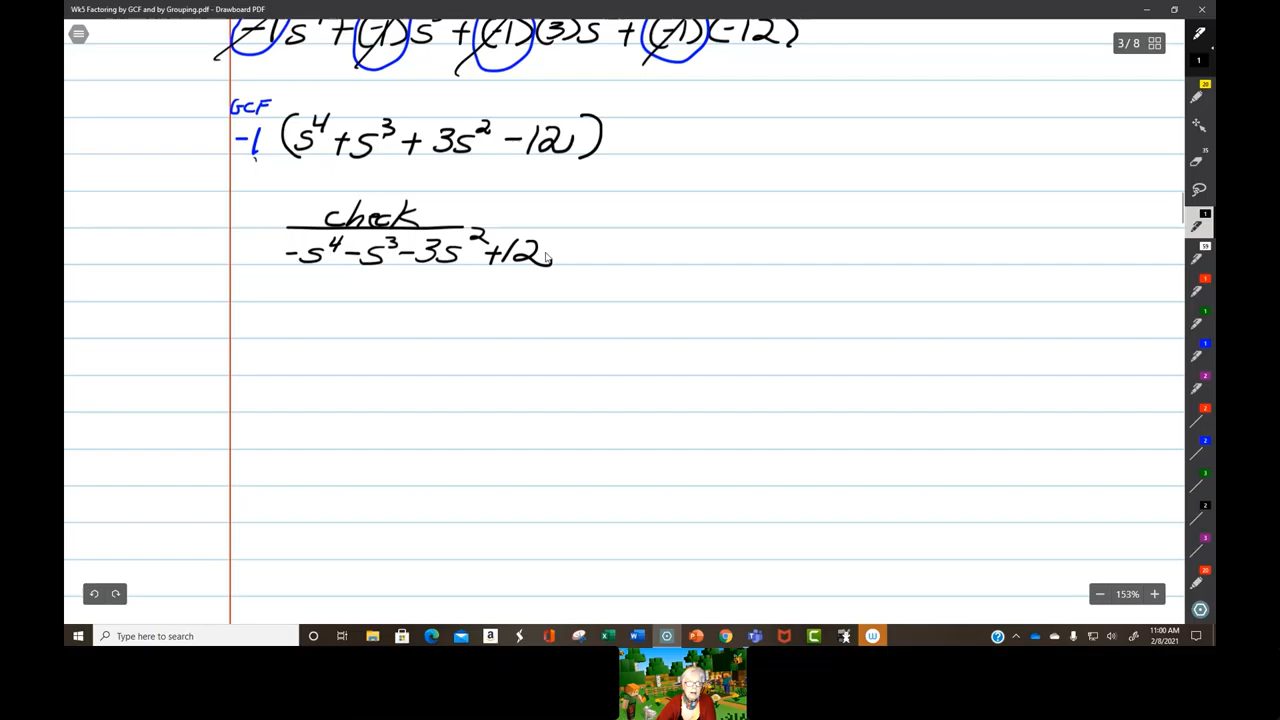 Wk5 Factoring by GCF and by Grouping.pdf - Drawboard PDF
-1s⁴ + (-1)s³ + (-1)(3)s + (-1)(-12)
3 / 8
GCF
-1 (s⁴ + s³ + 3s² - 12)
check
-s⁴ - s³ - 3s² + 12
153%
Type here to search
11:00 AM
2/8/2021